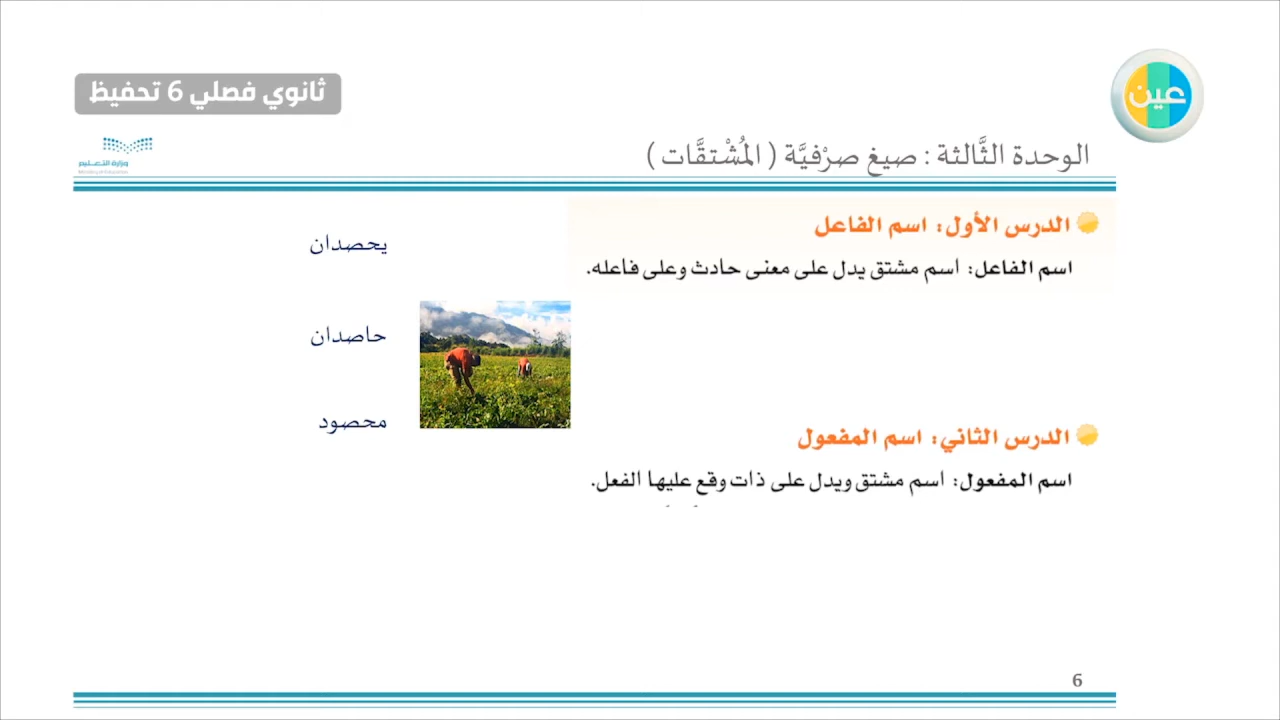 ثانوي فصلي 6 تحفيظ
عين
وزارة التعليم
الوحدة الثَّالثة : صيغ صرْفيَّة ( المُشْتقَّات )
الدرس الأول: اسم الفاعل
اسم الفاعل: اسم مشتق يدل على معنى حادث وعلى فاعله.
يحصدان
حاصدان
محصود
الدرس الثاني: اسم المفعول
اسم المفعول: اسم مشتق ويدل على ذات وقع عليها الفعل.
6